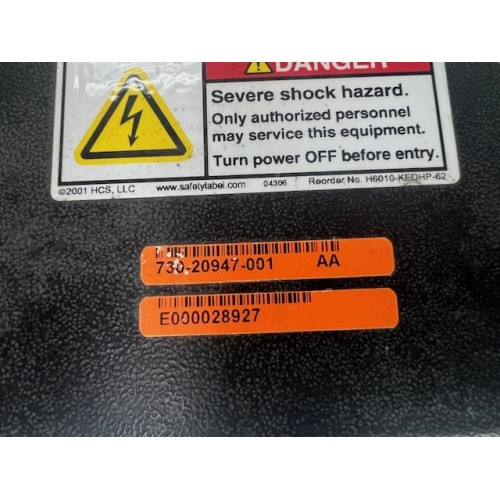 DANGER
Severe shock hazard.
Only authorized personnel
may service this equipment.
Turn power OFF before entry.
©2001 HCS, LLC www.safetylabel.com 04306 Reorder No. H6010-KEDHP-62
730-20947-001 AA
E000028927